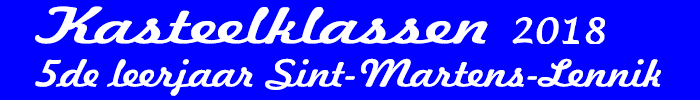 Kasteelklassen 2018
5de leerjaar Sint-Martens-Lennik